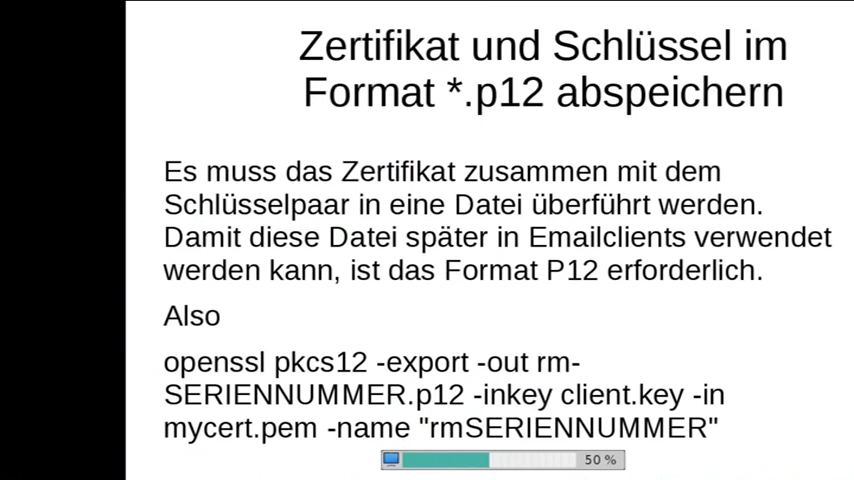 Zertifikat und Schlüssel im
Format *.p12 abspeichern
Es muss das Zertifikat zusammen mit dem
Schlüsselpaar in eine Datei überführt werden.
Damit diese Datei später in Emailclients verwendet
werden kann, ist das Format P12 erforderlich.
Also
openssl pkcs12 -export -out rm-
SERIENNUMMER.p12 -inkey client.key -in
mycert.pem -name "rmSERIENNUMMER"
50 %